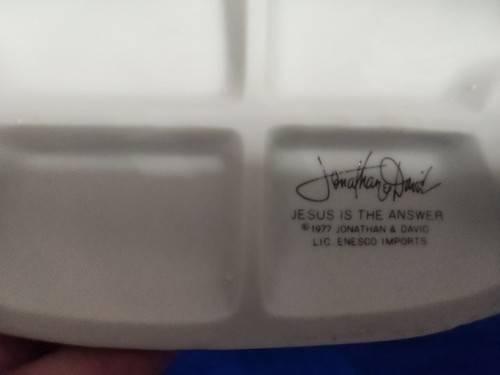 Jonathan & David
JESUS IS THE ANSWER
© 1977 JONATHAN & DAVID
LIC. ENESCO IMPORTS